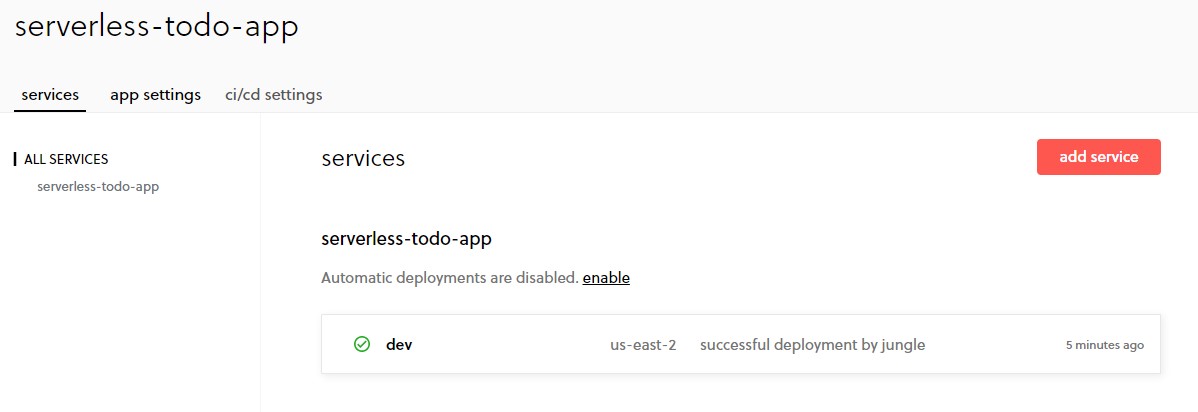 serverless-todo-app
services app settings ci/cd settings
ALL SERVICES
serverless-todo-app
services
add service
serverless-todo-app
Automatic deployments are disabled. enable
dev us-east-2 successful deployment by jungle 5 minutes ago